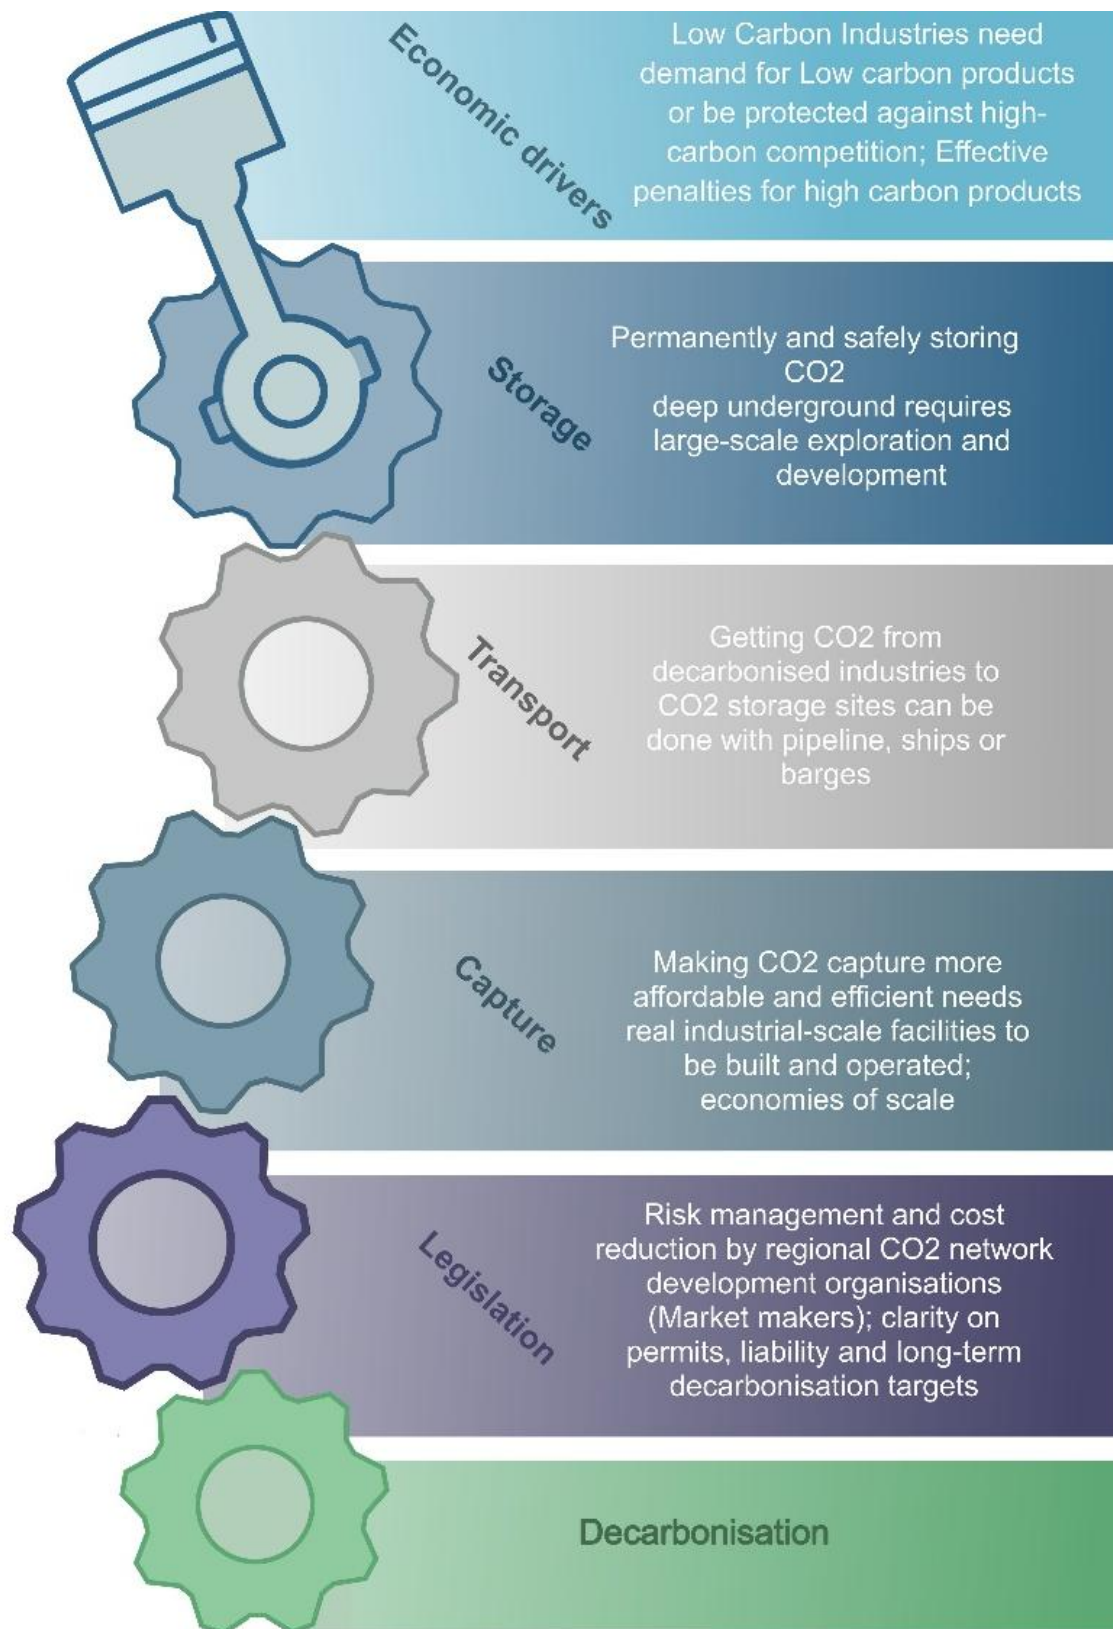 Economic drivers
Low Carbon Industries need
demand for Low carbon products
or be protected against high-
carbon competition; Effective
penalties for high carbon products
Storage
Permanently and safely storing
CO2
deep underground requires
large-scale exploration and
development
Transport
Getting CO2 from
decarbonised industries to
CO2 storage sites can be
done with pipeline, ships or
barges
Capture
Making CO2 capture more
affordable and efficient needs
real industrial-scale facilities to
be built and operated;
economies of scale
Legislation
Risk management and cost
reduction by regional CO2 network
development organisations
(Market makers); clarity on
permits, liability and long-term
decarbonisation targets
Decarbonisation